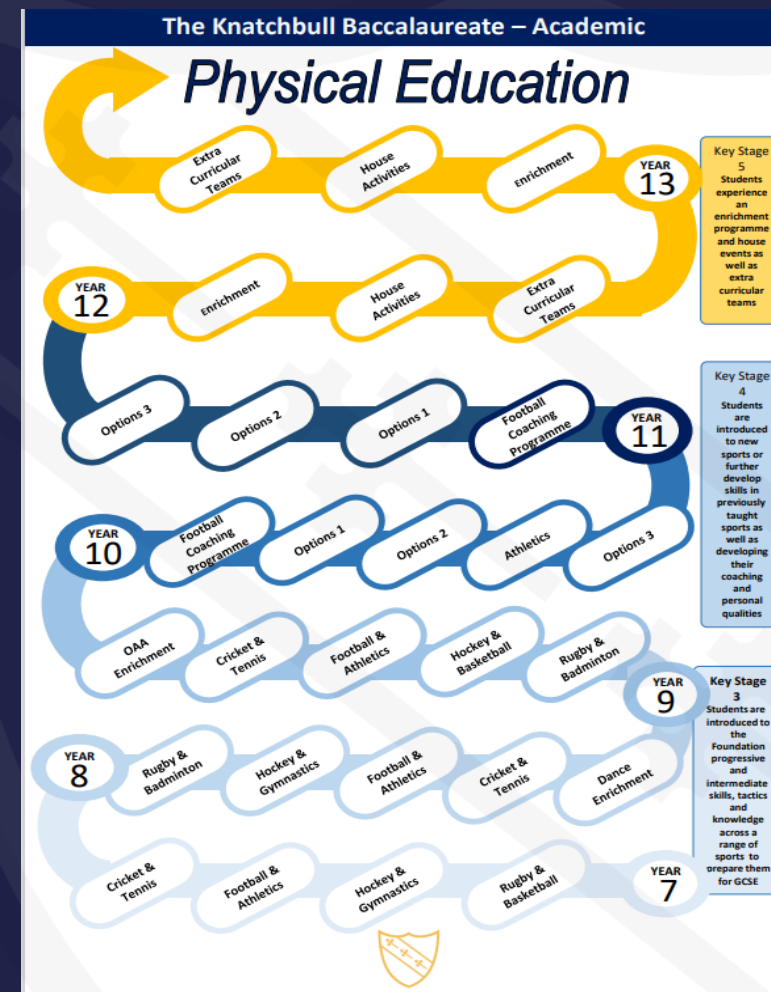 The Knatchbull Baccalaureate – Academic
Physical Education
Extra
Curricular
Teams
House
Activities
Enrichment
YEAR
13
Key Stage
5
Students
experience
an
enrichment
programme
and house
events as
well as
extra
curricular
teams
YEAR
12
Enrichment
House
Activities
Extra
Curricular
Teams
Options 3
Options 2
Options 1
Football
Coaching
Programme
YEAR
11
Key Stage
4
Students
are
introduced
to new
sports or
further
develop
skills in
previously
taught
sports as
well as
developing
their
coaching
and
personal
qualities
YEAR
10
Football
Coaching
Programme
Options 1
Options 2
Athletics
Options 3
OAA
Enrichment
Cricket &
Tennis
Football &
Athletics
Hockey &
Basketball
Rugby &
Badminton
YEAR
9
Key Stage
3
Students are
introduced to
the
Foundation
progressive
and
intermediate
skills, tactics
and
knowledge
across a
range of
sports to
prepare them
for GCSE
YEAR
8
Rugby &
Badminton
Hockey &
Gymnastics
Football &
Athletics
Cricket &
Tennis
Dance
Enrichment
Cricket &
Tennis
Football &
Athletics
Hockey &
Gymnastics
Rugby &
Basketball
YEAR
7